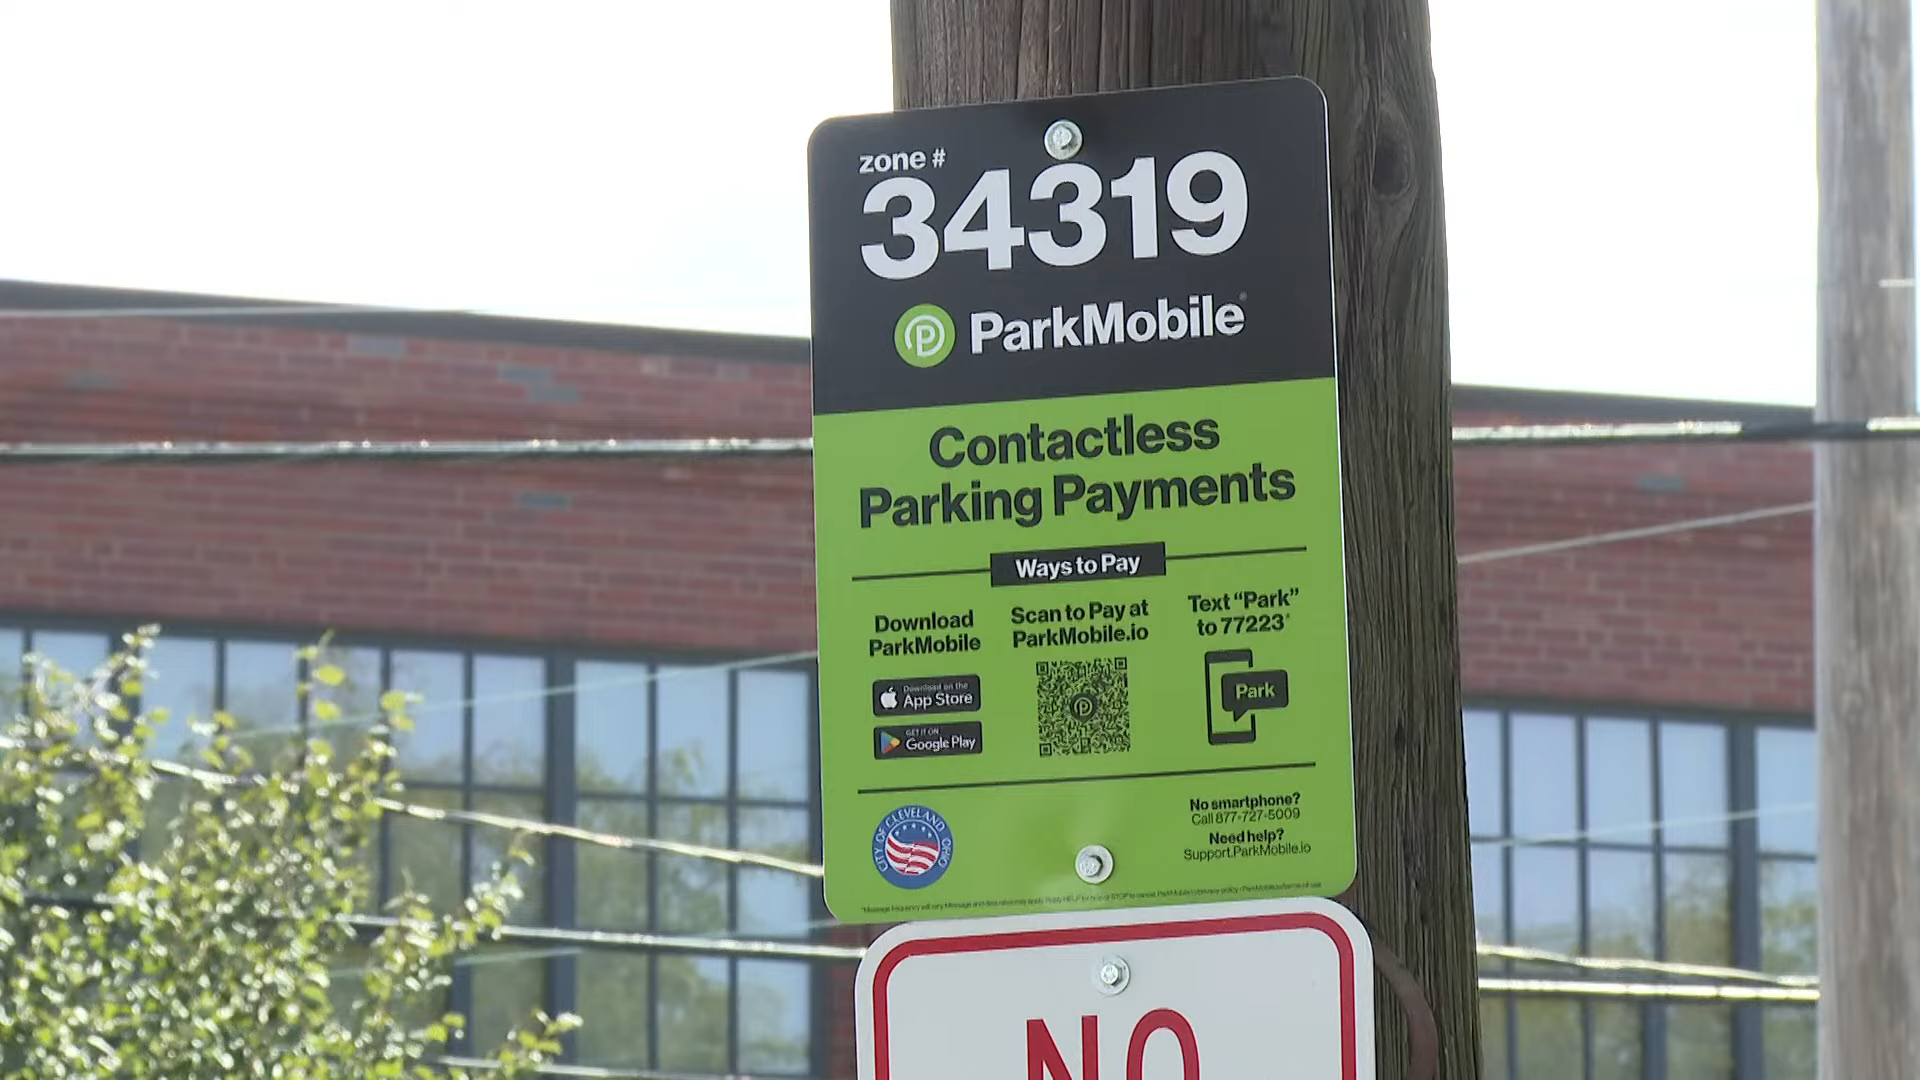 zone #
34319
ParkMobile
Contactless
Parking Payments
Ways to Pay
Download
ParkMobile
Download on the
App Store
GET IT ON
Google Play
Scan to Pay at
ParkMobile.io
Text “Park”
to 77223*
Park
CITY OF CLEVELAND OHIO
No smartphone?
Call 877-727-5009
Need help?
Support.ParkMobile.io
NO